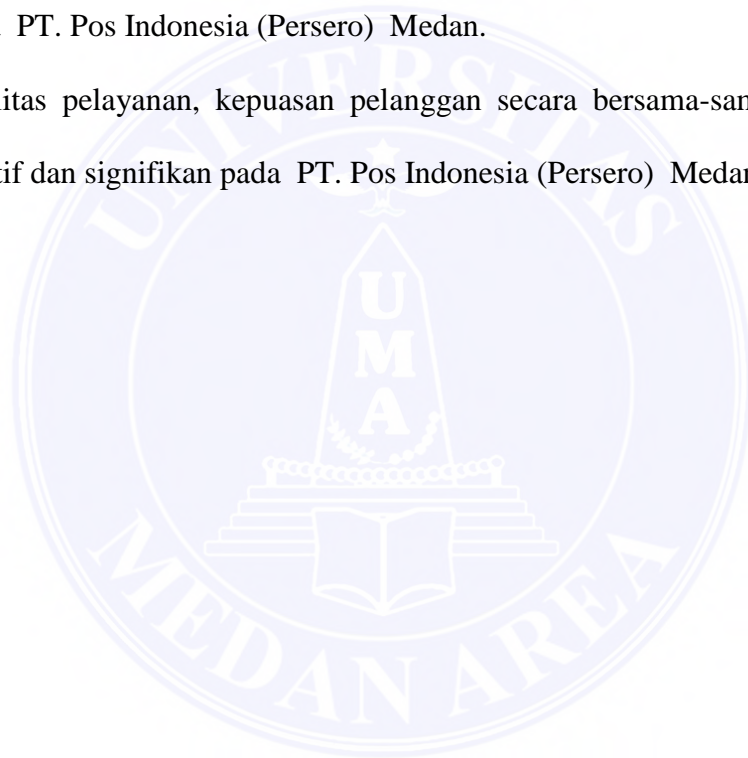 PT. Pos Indonesia (Persero) Medan.
itas pelayanan, kepuasan pelanggan secara bersama-sam
tif dan signifikan pada PT. Pos Indonesia (Persero) Medan
UNIVERSITAS
U
M
A
MEDAN AREA